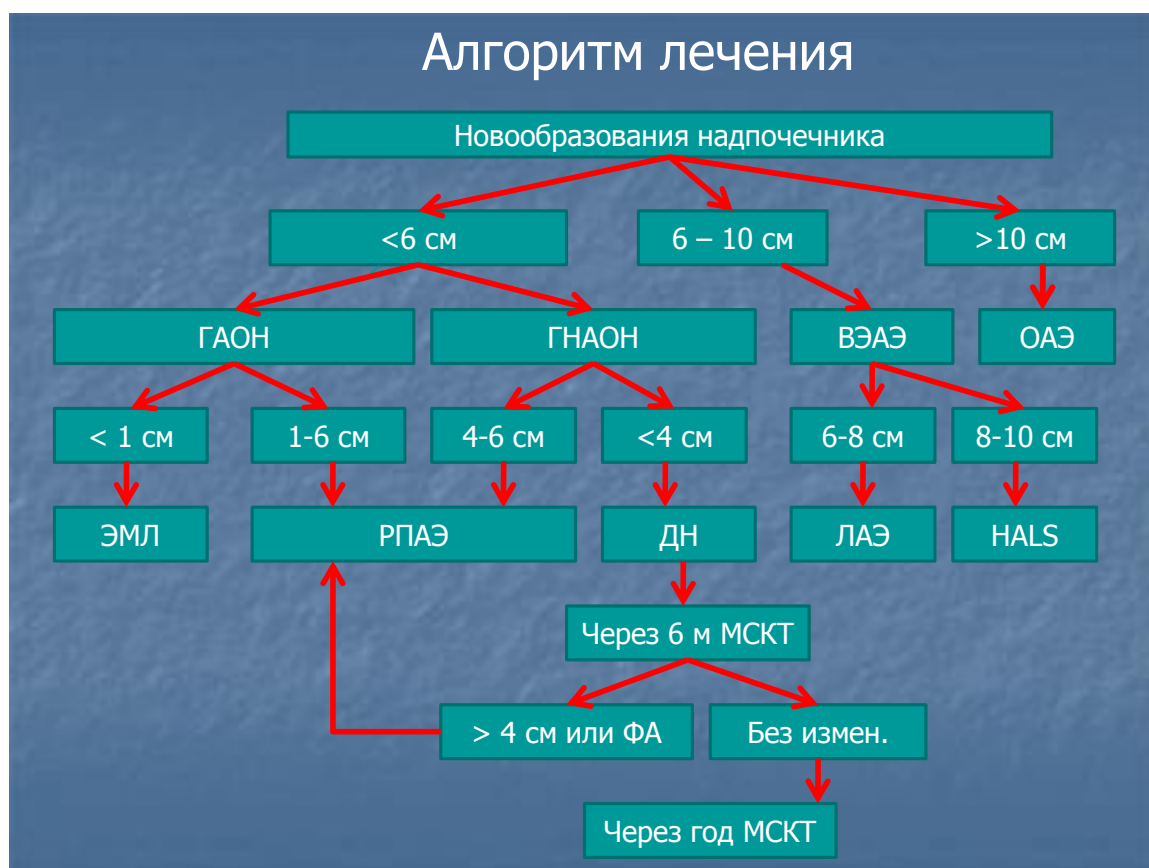 Алгоритм лечения
Новообразования надпочечника
<6 см
6 – 10 см
>10 см
ГАОН
ГНАОН
ВЭАЭ
ОАЭ
< 1 см
1-6 см
4-6 см
<4 см
6-8 см
8-10 см
ЭМЛ
РПАЭ
ДН
ЛАЭ
HALS
Через 6 м МСКТ
> 4 см или ФА
Без измен.
Через год МСКТ